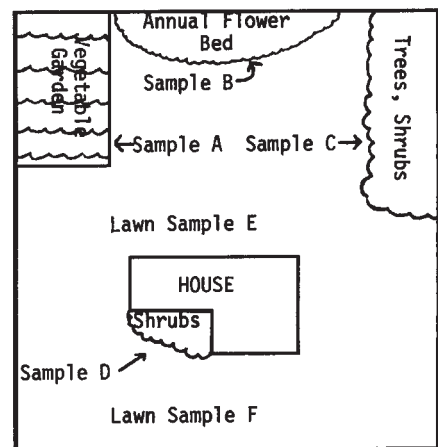 Annual Flower
Bed
Vegetable
Garden
Trees, Shrubs
Sample B
Sample A
Sample C
Lawn Sample E
HOUSE
Shrubs
Sample D
Lawn Sample F